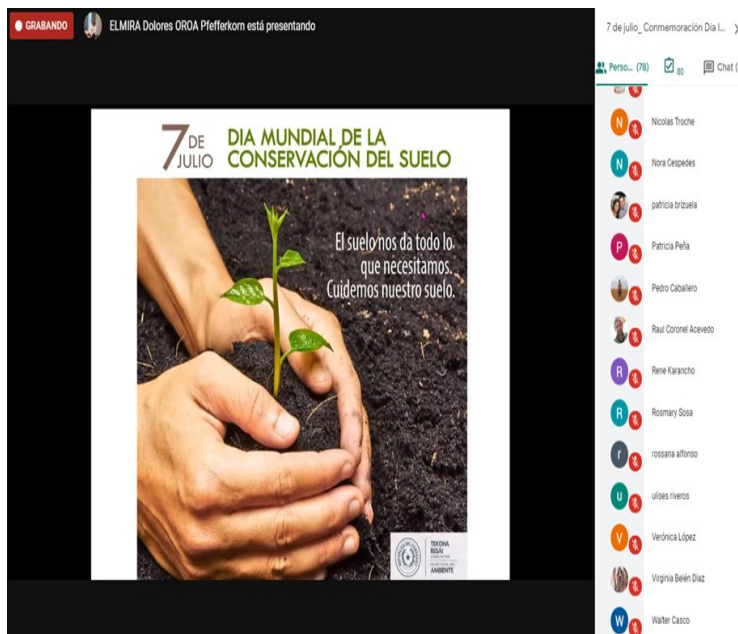 GRABANDO
ELMIRA Dolores OROA Pfefferkorn está presentando
7 DE JULIO
DIA MUNDIAL DE LA
CONSERVACIÓN DEL SUELO
El suelo nos da todo lo
que necesitamos.
Cuidemos nuestro suelo.
TEKOHA
AMBIENTE
7 de julio_ Conmemoración Dia I...
Perso... (78)
80
Chat (
N
Nicolas Troche
N
Nora Cespedes
patricia brizuela
P
Patricia Peña
Pedro Caballero
Raul Coronel Acevedo
R
Rene Karancho
R
Rosmary Sosa
r
rossana alfonso
u
ulises riveros
V
Verónica López
Virginia Belén Diaz
W
Walter Casco